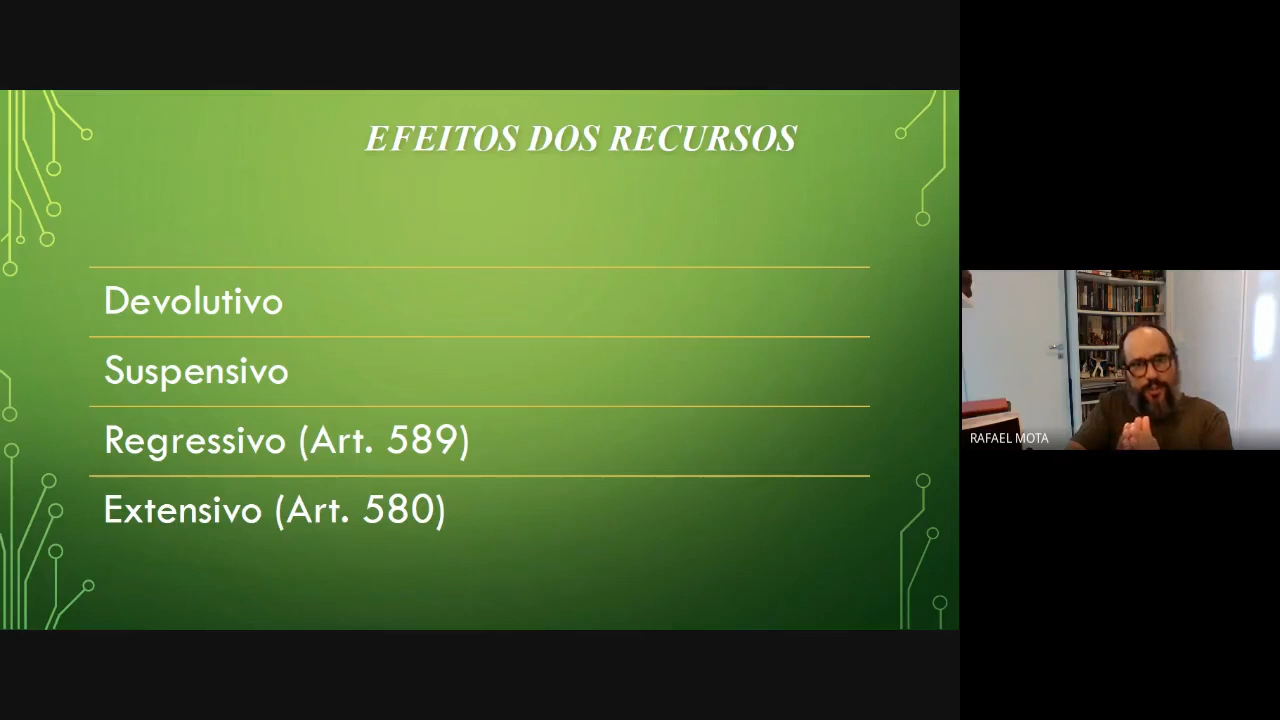 EFEITOS DOS RECURSOS
Devolutivo
Suspensivo
Regressivo (Art. 589)
Extensivo (Art. 580)
RAFAEL MOTA